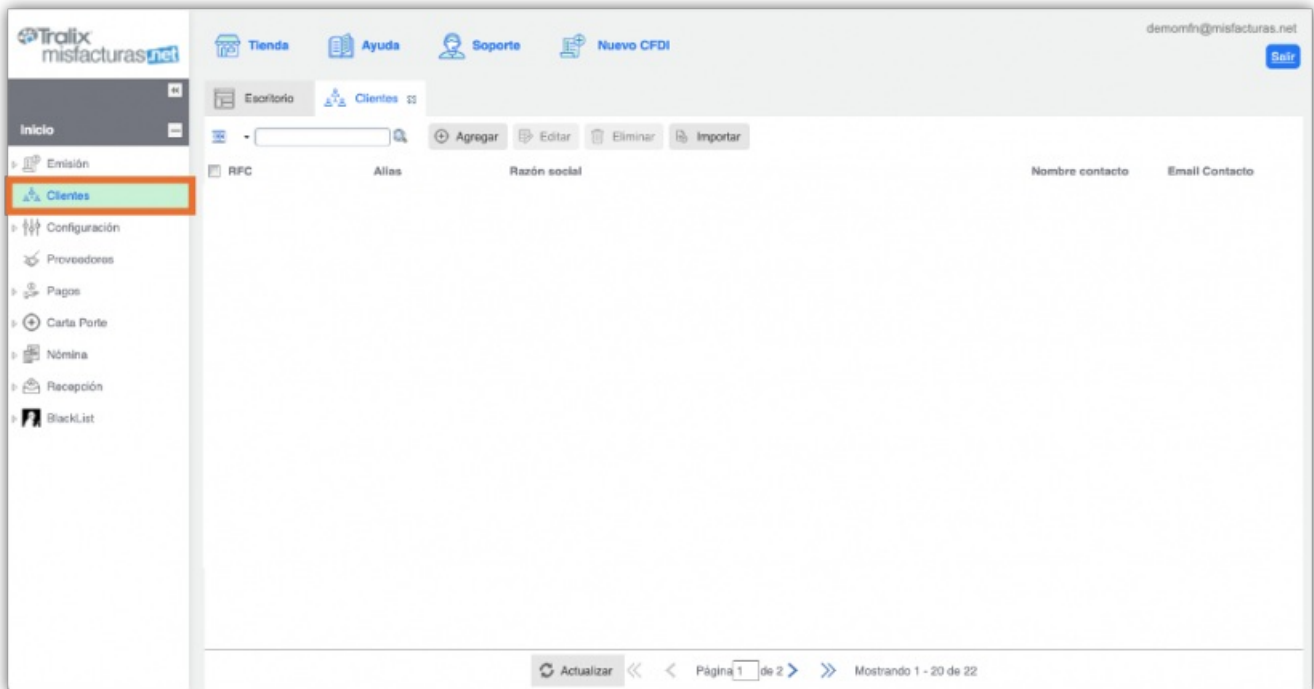 Tralix
misfacturas.net
Tienda Ayuda Soporte Nuevo CFDI
demomfn@misfacturas.net
Salir
Escritorio Clientes
Inicio
Agregar Editar Eliminar Importar
RFC Alias Razón social Nombre contacto Email Contacto
Emisión
Clientes
Configuración
Proveedores
Pagos
Carta Porte
Nómina
Recepción
BlackList
Actualizar Página 1 de 2 Mostrando 1 - 20 de 22